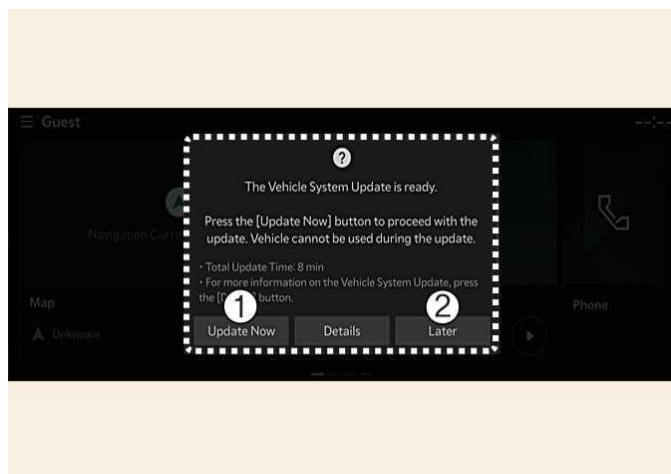 Guest
--:--
?
The Vehicle System Update is ready.
Press the [Update Now] button to proceed with the
update. Vehicle cannot be used during the update.
Navigation
• Total Update Time: 8 min
• For more information on the Vehicle System Update, press
the [ button.
1
2
Map
Phone
Update Now
Details
Later
Unknown